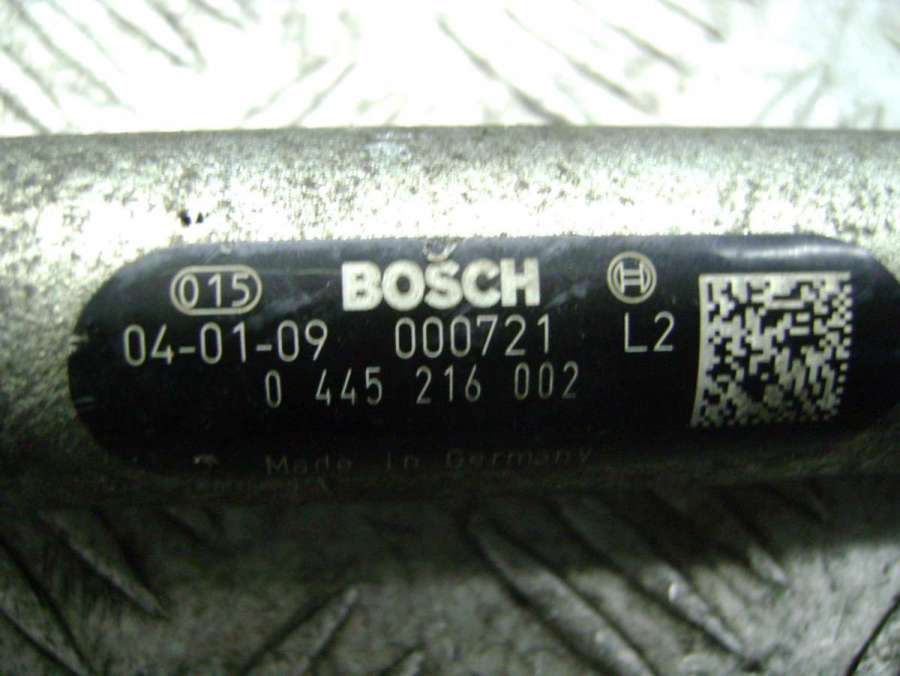 015 BOSCH
04-01-09 000721 L2
0 445 216 002
Made in Germany